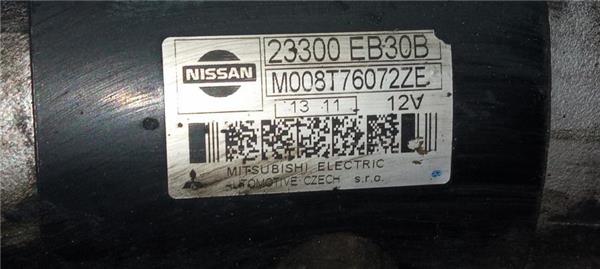 NISSAN
23300 EB30B
M008T76072ZE
13 11 12V
MITSUBISHI ELECTRIC
AUTOMOTIVE CZECH s.r.o.